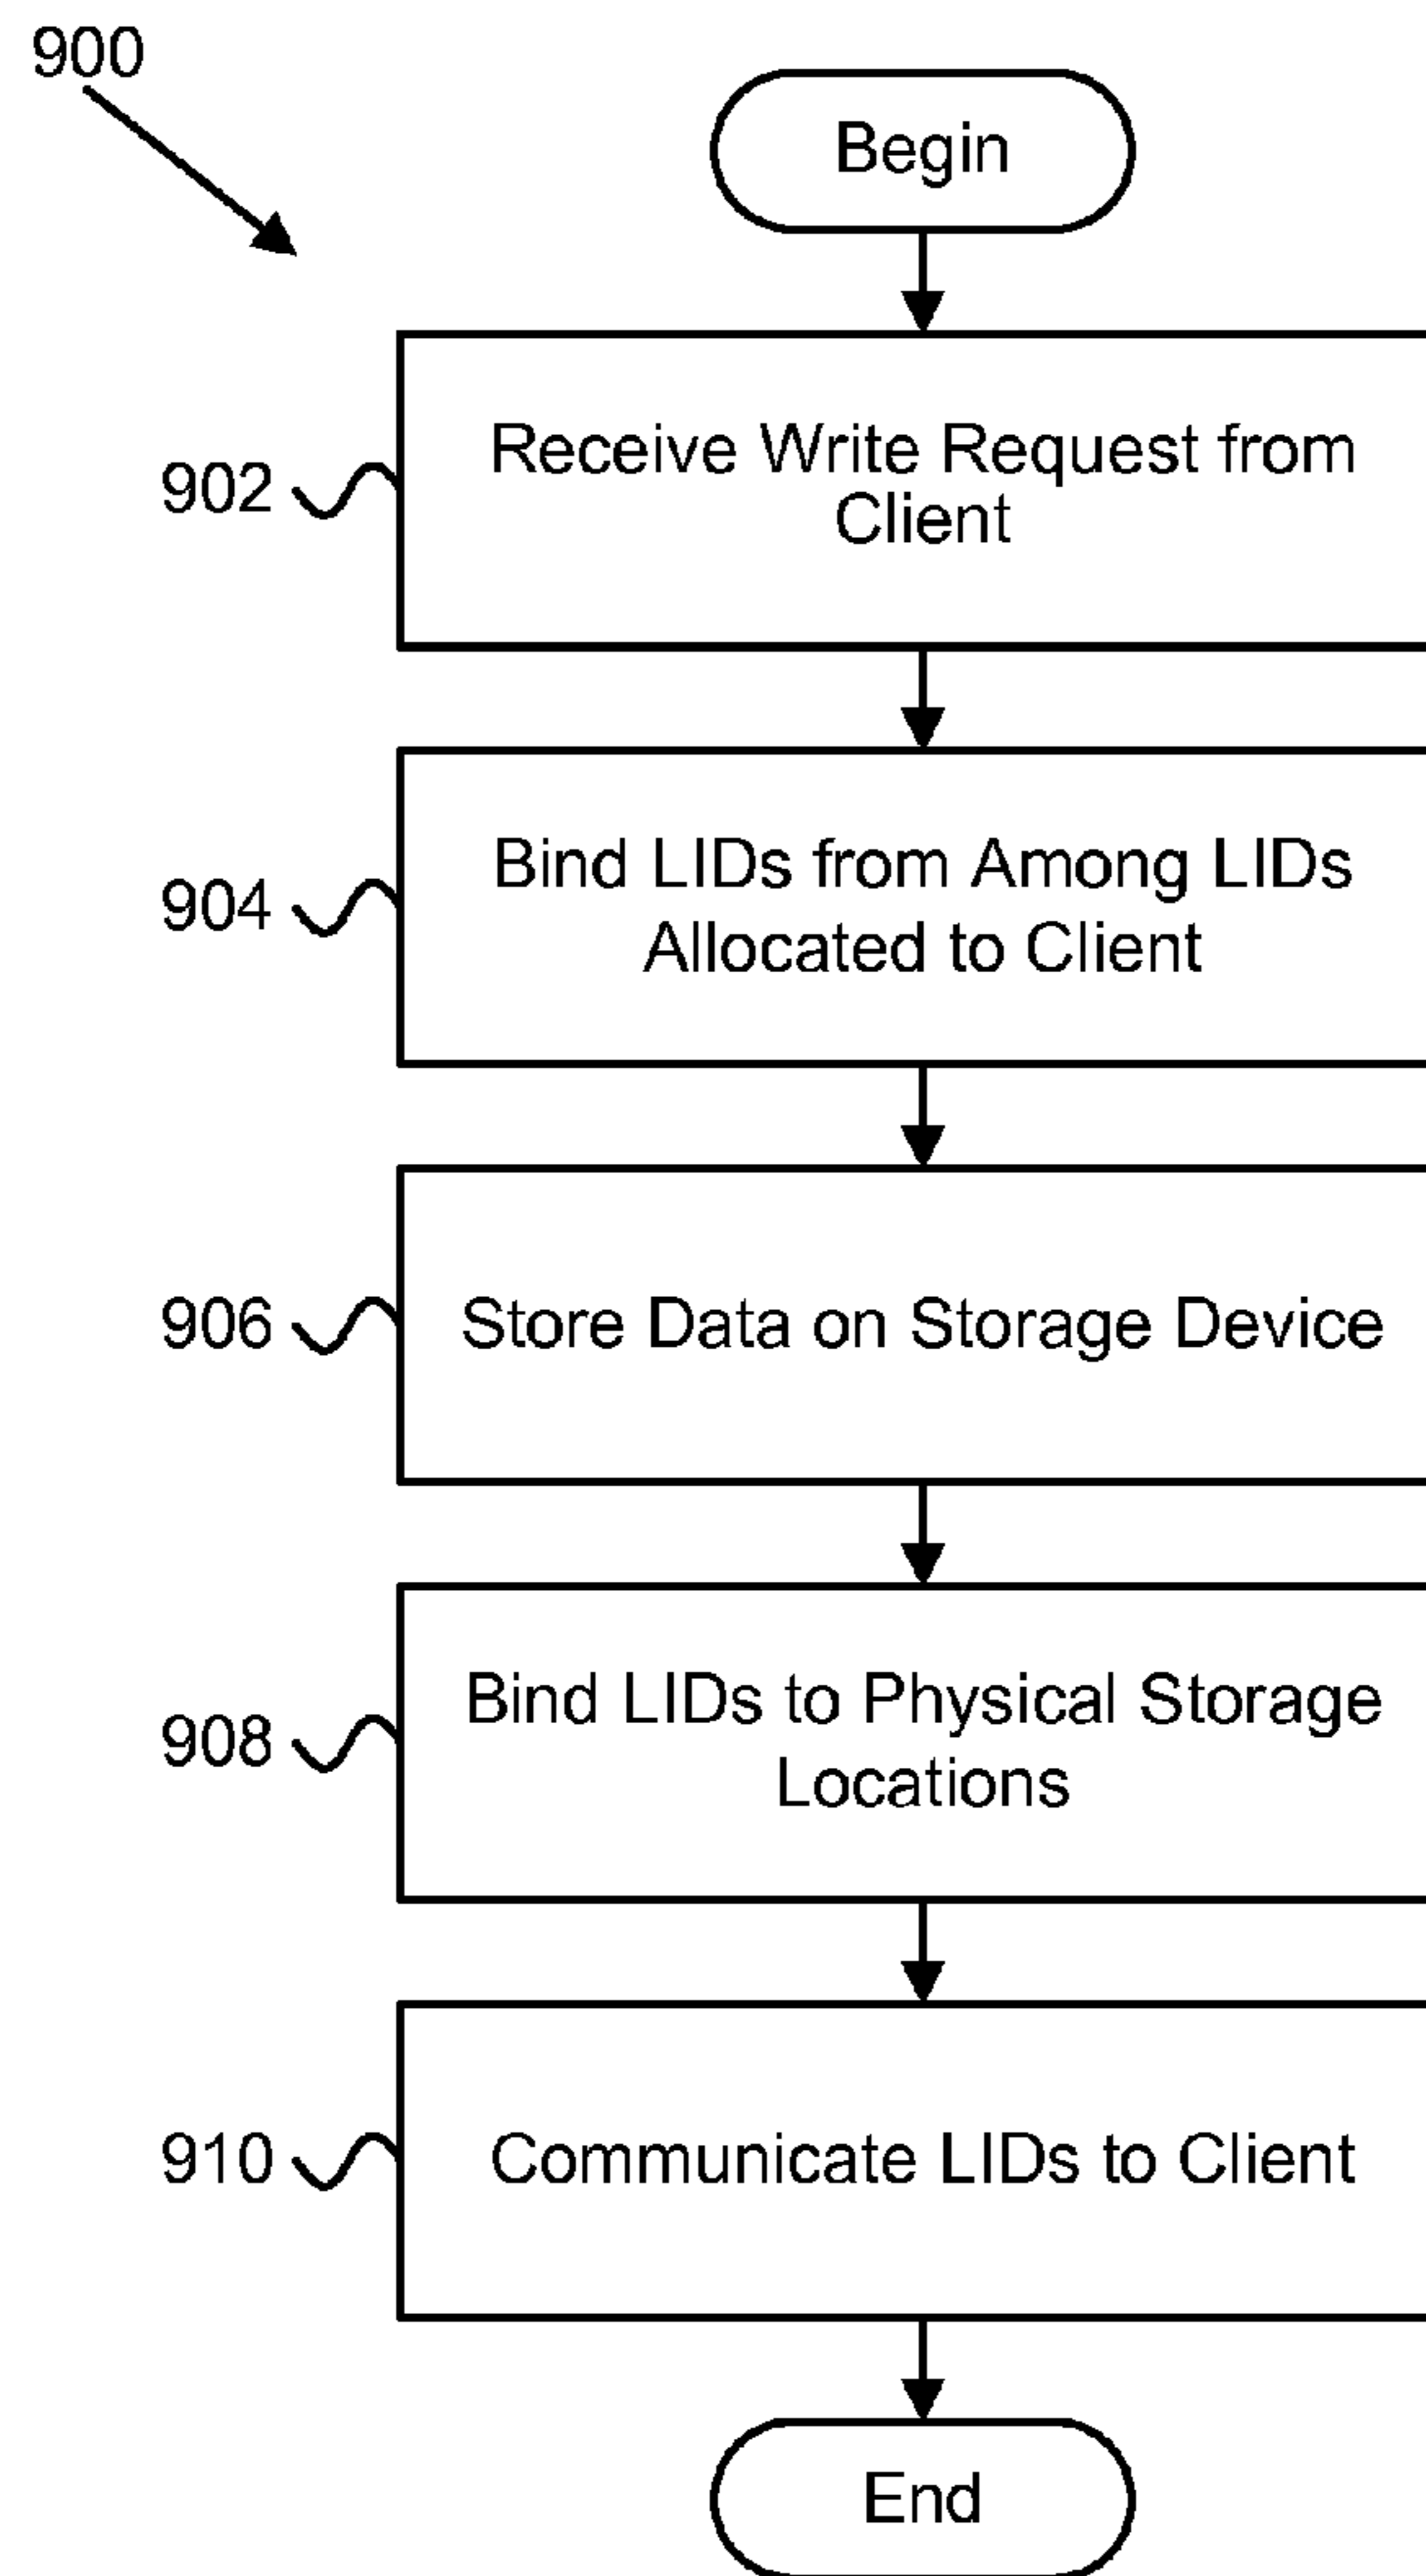 900
Begin
902
Receive Write Request from
Client
904
Bind LIDs from Among LIDs
Allocated to Client
906
Store Data on Storage Device
908
Bind LIDs to Physical Storage
Locations
910
Communicate LIDs to Client
End